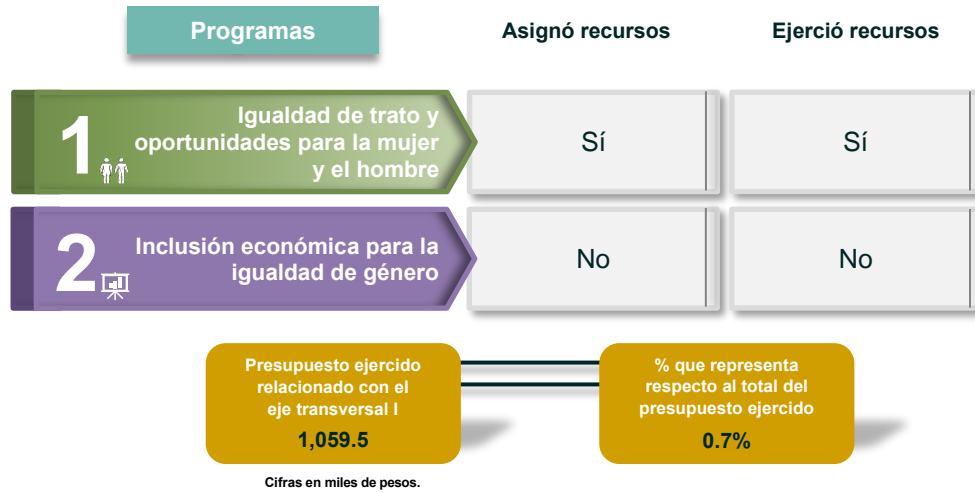 Programas
Asignó recursos
Ejerció recursos
1
Igualdad de trato y
oportunidades para la mujer
y el hombre
Sí
Sí
2
Inclusión económica para la
igualdad de género
No
No
Presupuesto ejercido
relacionado con el
eje transversal I
1,059.5
% que representa
respecto al total del
presupuesto ejercido
0.7%
Cifras en miles de pesos.